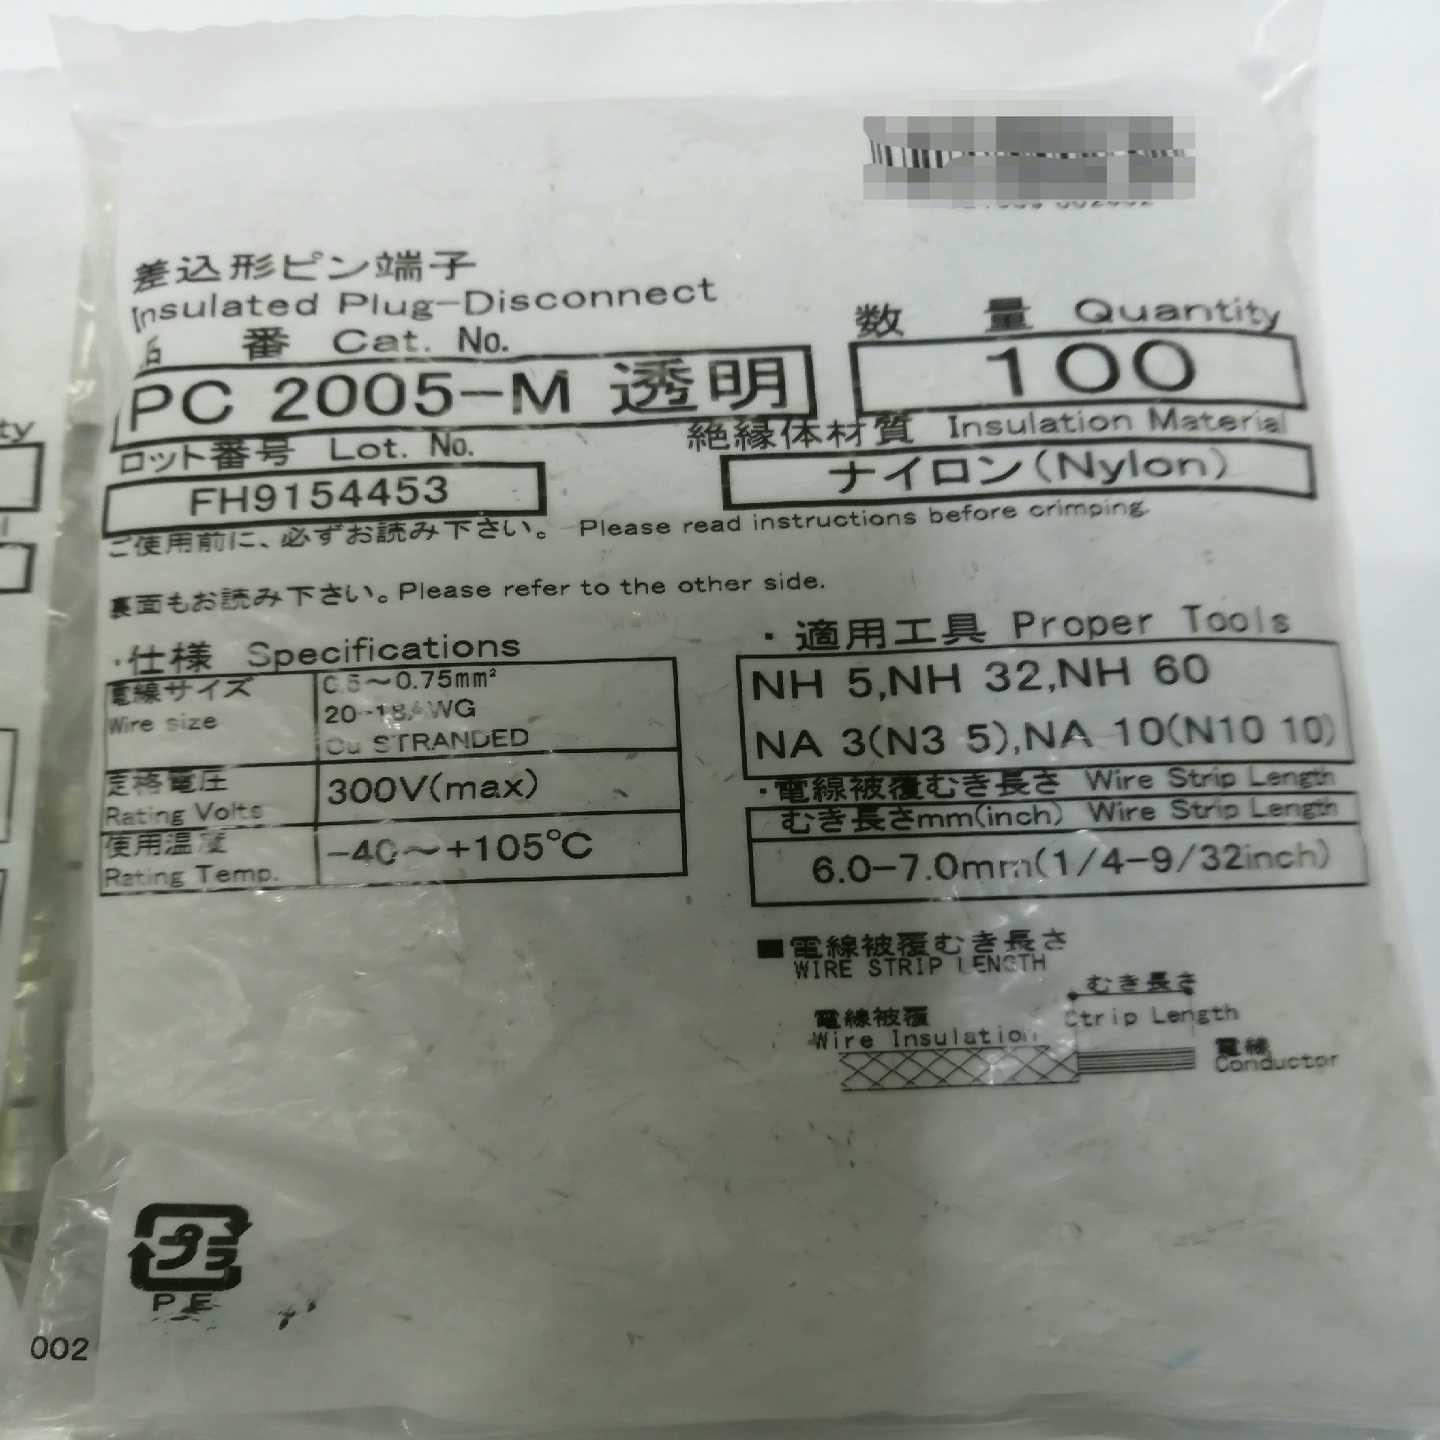 差込形ピン端子
Insulated Plug-Disconnect
番 Cat. No.
PC 2005-M 透明
数 量 Quantity
100
ロット番号 Lot. No.
FH9154453
絶縁体材質 Insulation Material
ナイロン(Nylon)
ご使用前に、必ずお読み下さい。 Please read instructions before crimping.
裏面もお読み下さい。Please refer to the other side.
・仕様 Specifications
電線サイズ
Wire size
0.5～0.75mm²
20~18AWG
Cu STRANDED
定格電圧
Rating Volts
300V(max)
使用温度
Rating Temp.
-40～+105℃
・適用工具 Proper Tools
NH 5,NH 32,NH 60
NA 3(N3 5),NA 10(N10 10)
・電線被覆むき長さ Wire Strip Length
むき長さmm(inch) Wire Strip Length
6.0-7.0mm(1/4-9/32inch)
■電線被覆むき長さ
WIRE STRIP LENGTH
むき長さ
Strip Length
電線被覆
Wire Insulation
電線
Conductor
プラ
PE
002